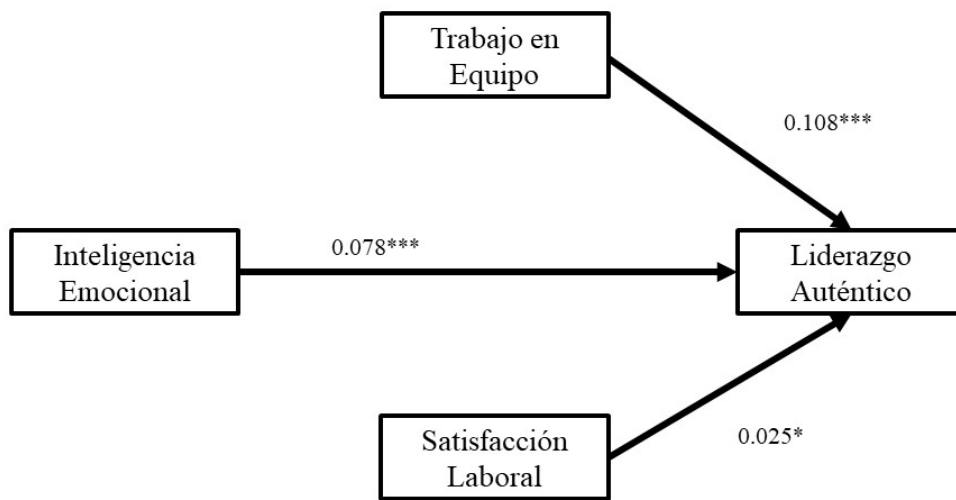 Trabajo en
Equipo
0.108***
Inteligencia
Emocional
0.078***
Liderazgo
Auténtico
Satisfacción
Laboral
0.025*